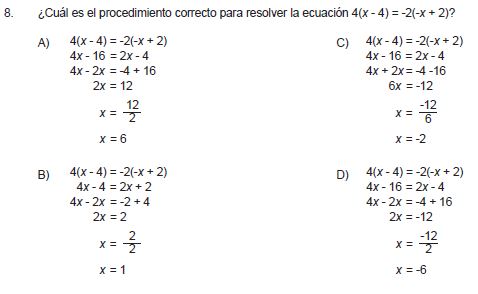 8. ¿Cuál es el procedimiento correcto para resolver la ecuación 4(x - 4) = -2(-x + 2)?
A) 4(x - 4) = -2(-x + 2)
4x - 16 = 2x - 4
4x - 2x = -4 + 16
2x = 12
x = 12/2
x = 6
B) 4(x - 4) = -2(-x + 2)
4x - 4 = 2x + 2
4x - 2x = -2 + 4
2x = 2
x = 2/2
x = 1
C) 4(x - 4) = -2(-x + 2)
4x - 16 = 2x - 4
4x + 2x = -4 -16
6x = -12
x = -12/6
x = -2
D) 4(x - 4) = -2(-x + 2)
4x - 16 = 2x - 4
4x - 2x = -4 + 16
2x = -12
x = -12/2
x = -6